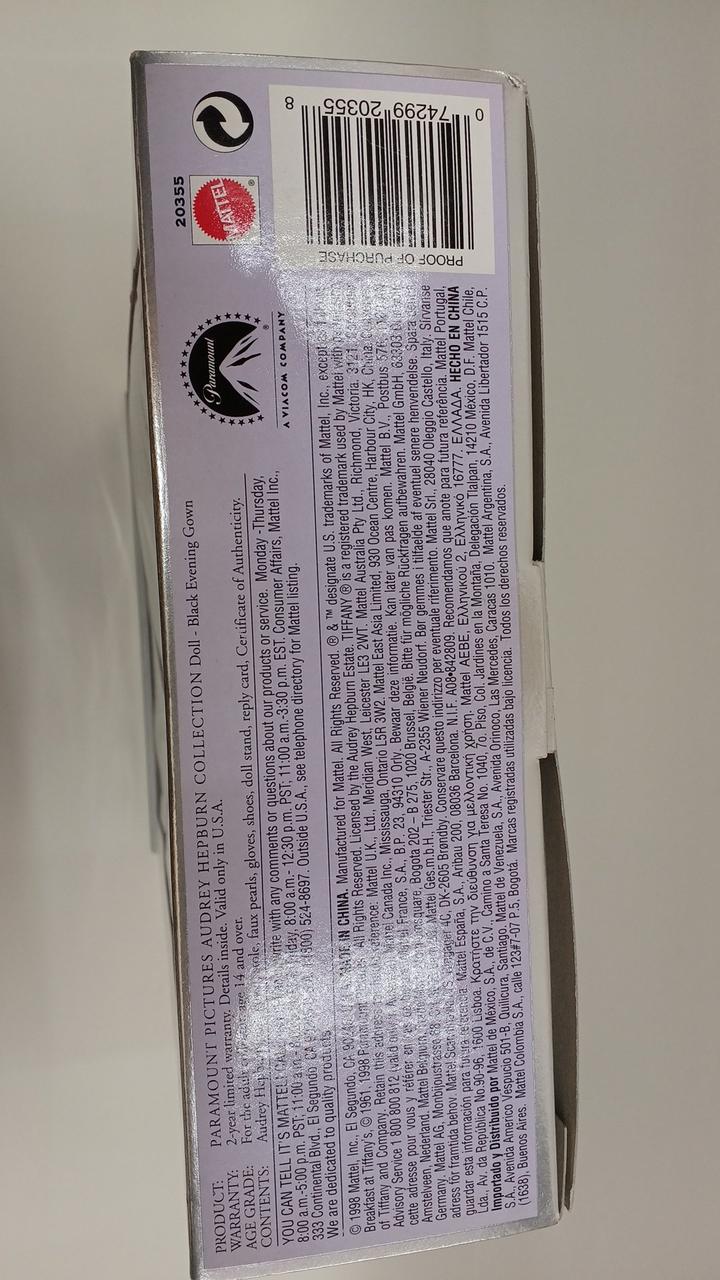 PRODUCT: PARAMOUNT PICTURES AUDREY HEPBURN COLLECTION Doll - Black Evening Gown
WARRANTY: 2-year limited warranty. Details inside. Valid only in U.S.A.
AGE GRADE: For the adult age 14 and over.
CONTENTS: Audrey faux pearls, gloves, shoes, doll stand, reply card, Certificate of Authenticity.
YOU CAN TELL IT'S MATTEL write with any comments or questions about our products or service. Monday -Thursday,
8:00 a.m.-5:00 p.m. PST; 11:00 8:00 a.m.- 12:30 p.m. PST; 11:00 a.m.-3:30 p.m. EST. Consumer Affairs, Mattel Inc.,
333 Continental Blvd., El Segundo, CA 524-8697. Outside U.S.A., see telephone directory for Mattel listing.
We are dedicated to quality products
Paramount
A VIACOM COMPANY
20355
MATTEL
PROOF OF PURCHASE
0 74299 20355 8
© 1998 Mattel, Inc., El Segundo, CA MADE IN CHINA. Manufactured for Mattel. All Rights Reserved. ® & ™ designate U.S. trademarks of Mattel, Inc., except
Breakfast at Tiffany's, © 1961, 1998 Paramount All Rights Reserved, Licensed by the Audrey Hepburn Estate. TIFFANY ® is a registered trademark used by Mattel with
of Tiffany and Company. Retain this reference: Mattel U.K., Ltd., Meridian West, Leicester LE3 2WT. Mattel Australia Pty Ltd., Richmond, Victoria. 3121.
Advisory Service 1 800 800 812 (valid only Canada Inc., Mississauga, Ontario L5R 3W2. Mattel East Asia Limited, 930 Ocean Centre, Harbour City, HK, China.
cette adresse pour vous y référer en France, S.A., B.P. 23, 94310 Orly. Bewaar deze informatie. Kan later van pas komen. Mattel B.V., Postbus
Amstelveen, Nederland. Mattel Belgium, 202 – B 275, 1020 Brussel, België. Bitte für mögliche Rückfragen aufbewahren. Mattel GmbH,
Germany. Mattel AG, Monbijoustrasse Mattel Ges.m.b.H., Triester Str., A-2355 Wiener Neudorf. Bør gemmes i tilfælde af eventuel senere henvendelse. Spara
adress för framtida behov. Mattel 4C, DK-2605 Brøndby. Conservare questo indirizzo per eventuale riferimento. Mattel Srl., 28040 Oleggio Castello, Italy. Sírvanse
guardar esta información para futura referencia. Mattel España, S.A., Aribau 200, 08036 Barcelona. N.I.F. A08•842809. Recomendamos que anote para futura referência. Mattel Portugal,
Lda., Av. da República No.90-96, 1600 Lisboa. Κρατήστε την διεύθυνση για μελλοντική χρήση. Mattel AEBE, Ελληνικού 2, Ελληνικό 16777, ΕΛΛΑΔΑ. HECHO EN CHINA
Importado y Distribuido por Mattel de México, S.A., de C.V., Camino a Santa Teresa No. 1040, 7o. Piso, Col. Jardines en la Montaña, Delegación Tlalpan, 14210 México, D.F. Mattel Chile,
S.A., Avenida Americo Vespucio 501-B, Quilicura, Santiago. Mattel de Venezuela, S.A., Avenida Orinoco, Las Mercedes, Caracas 1010. Mattel Argentina, S.A., Avenida Libertador 1515 C.P.
(1638), Buenos Aires. Mattel Colombia S.A., calle 123#7-07 P.5, Bogotá. Marcas registradas utilizadas bajo licencia. Todos los derechos reservados.